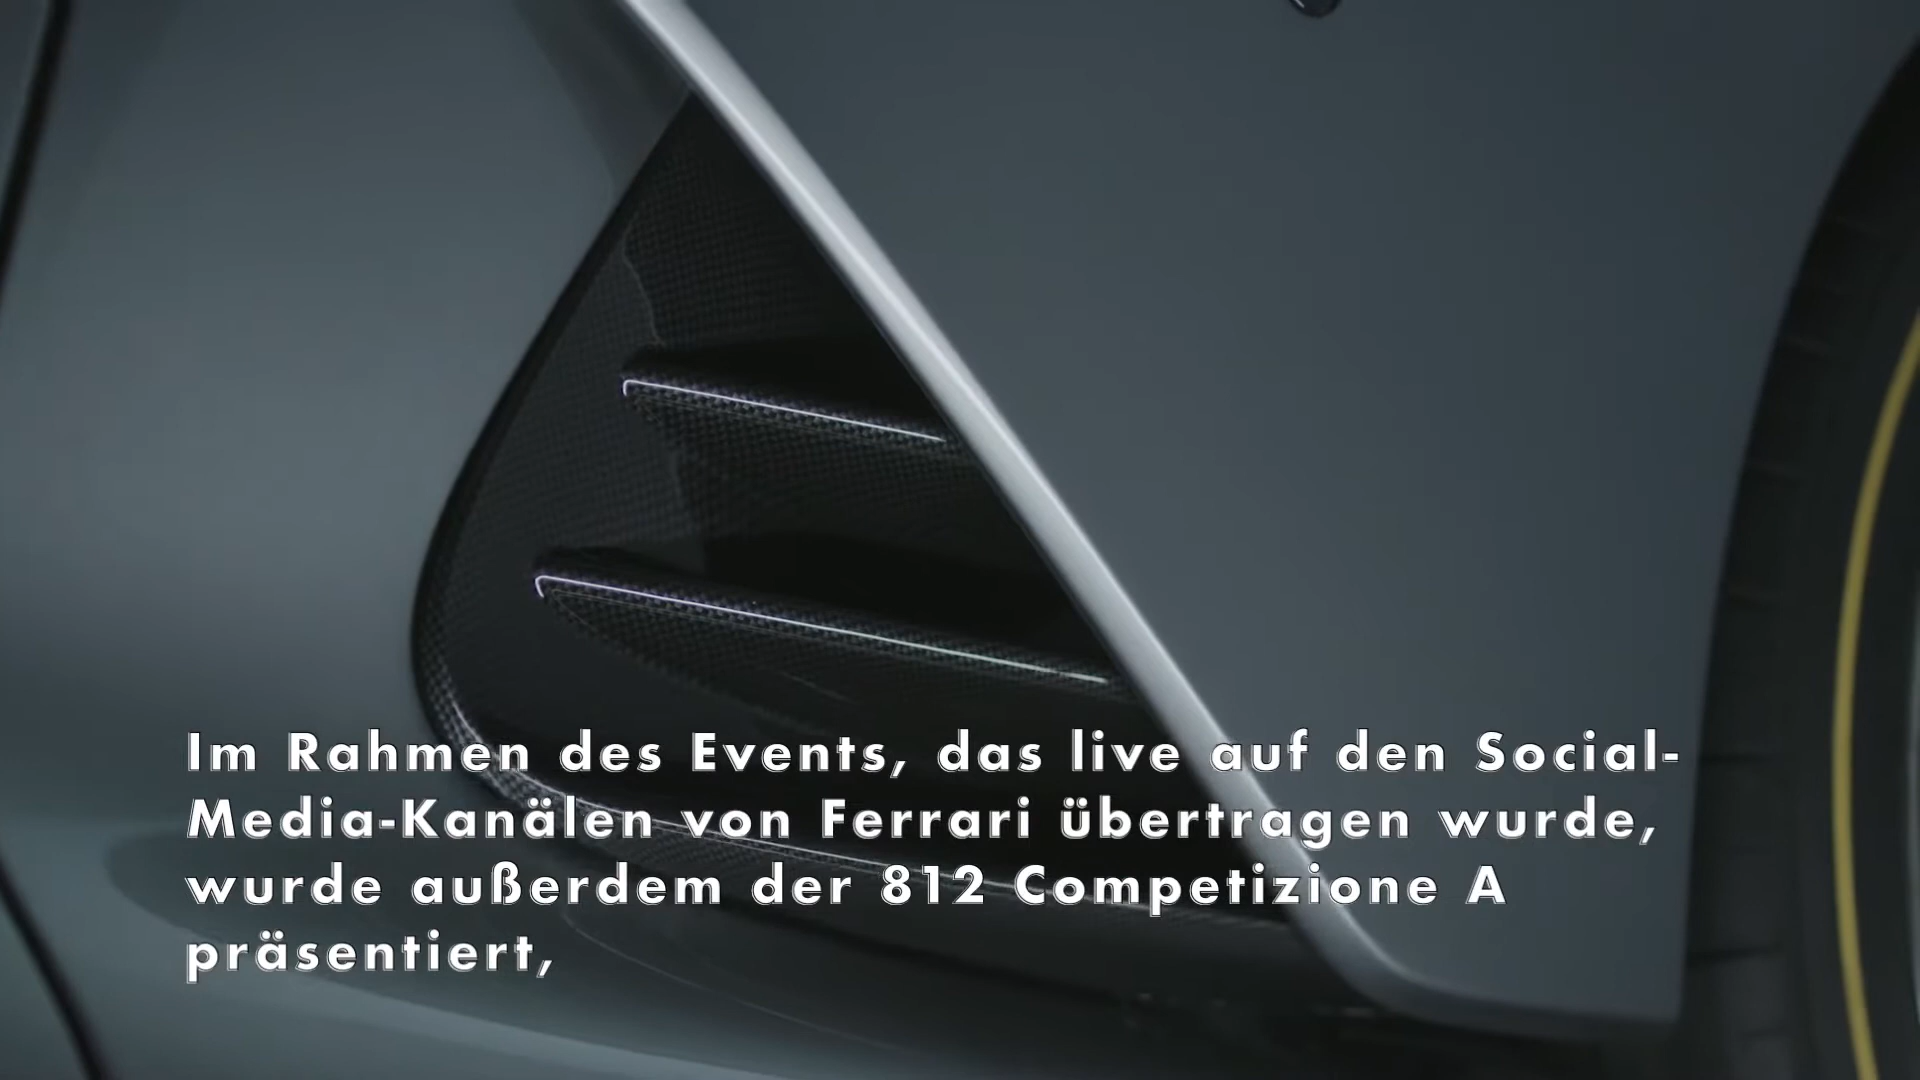 Im Rahmen des Events, das live auf den Social-
Media-Kanälen von Ferrari übertragen wurde,
wurde außerdem der 812 Competizione A
präsentiert,